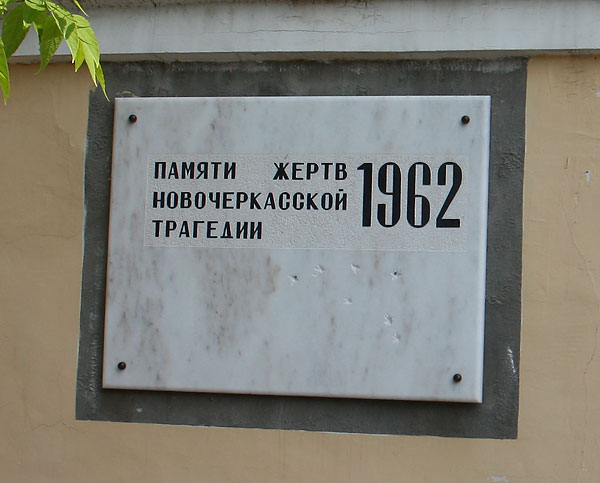 ПАМЯТИ ЖЕРТВ
НОВОЧЕРКАССКОЙ
ТРАГЕДИИ
1962